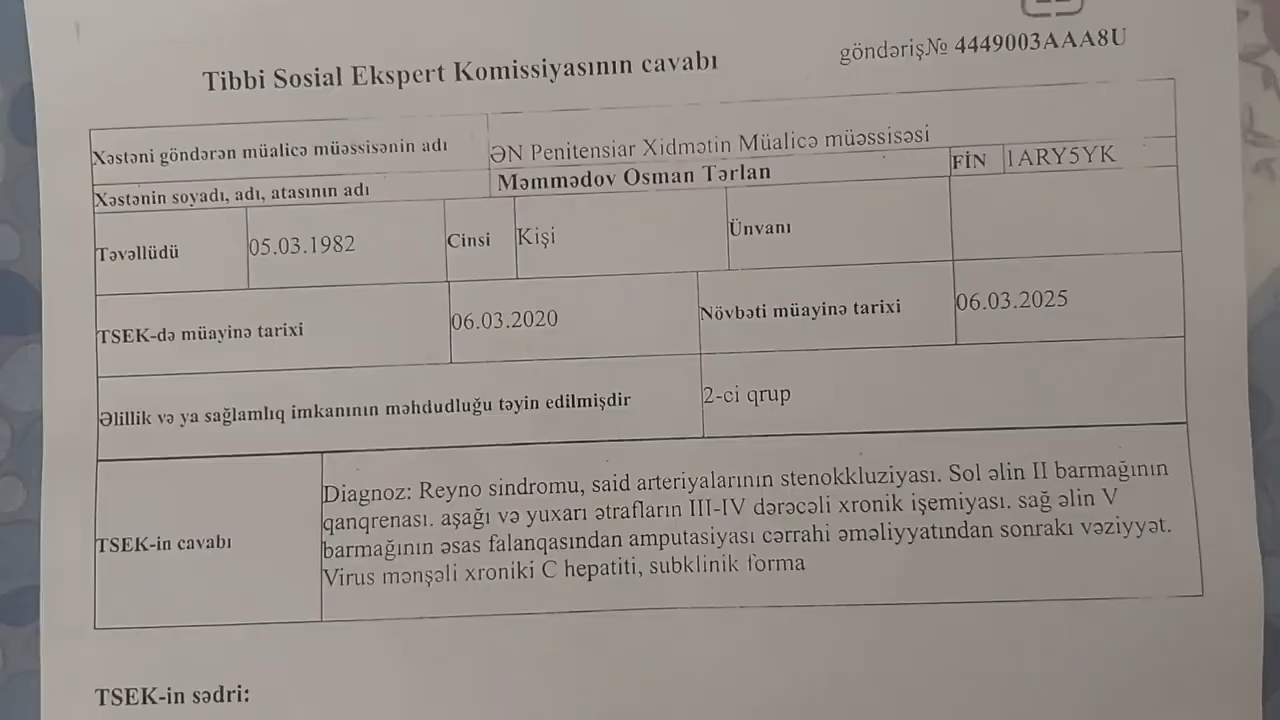 Tibbi Sosial Ekspert Komissiyasının cavabı
göndəriş№ 4449003AAA8U
Xəstəni göndərən müalicə müəssisənin adı
ƏN Penitensiar Xidmətin Müalicə müəssisəsi
Xəstənin soyadı, adı, atasının adı
Məmmədov Osman Tərlan
FİN
1ARY5YK
Təvəllüdü
05.03.1982
Cinsi
Kişi
Ünvanı
TSEK-də müayinə tarixi
06.03.2020
Növbəti müayinə tarixi
06.03.2025
Əlillik və ya sağlamlıq imkanının məhdudluğu təyin edilmişdir
2-ci qrup
TSEK-in cavabı
Diagnoz: Reyno sindromu, said arteriyalarının stenokkluziyası. Sol əlin II barmağının
qanqrenası. aşağı və yuxarı ətrafların III-IV dərəcəli xronik işemiyası. sağ əlin V
barmağının əsas falanqasından amputasiyası cərrahi əməliyyatından sonrakı vəziyyət.
Virus mənşəli xroniki C hepatiti, subklinik forma
TSEK-in sədri: